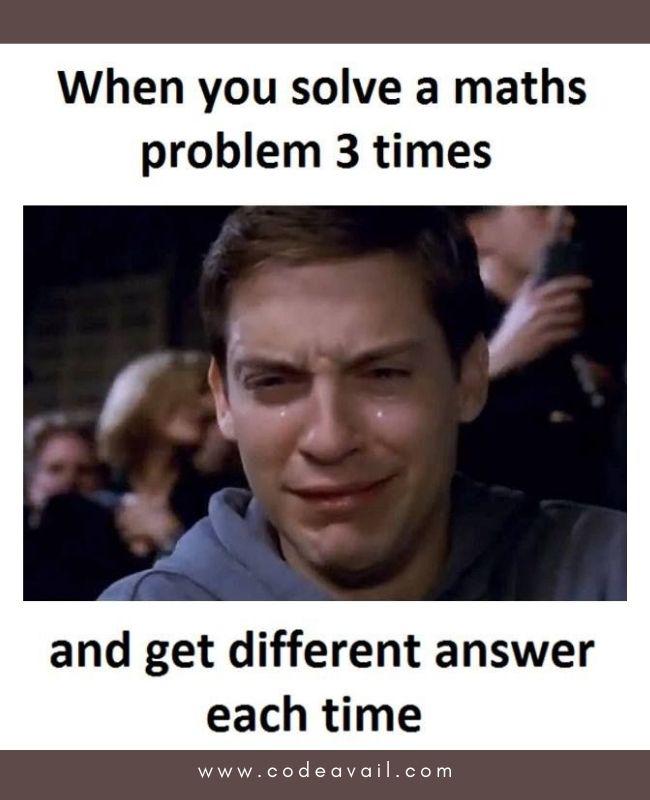 When you solve a maths
problem 3 times
and get different answer
each time
www.codeavail.com